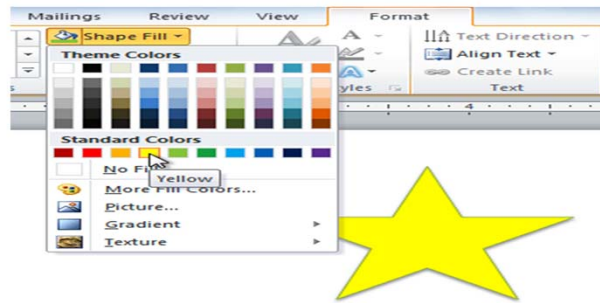 Mailings Review View Format
Shape Fill A Text Direction
Theme Colors Align Text
A Create Link
yles Text
4
Standard Colors
No Fi
Yellow
More Fill Colors...
Picture...
Gradient
Texture